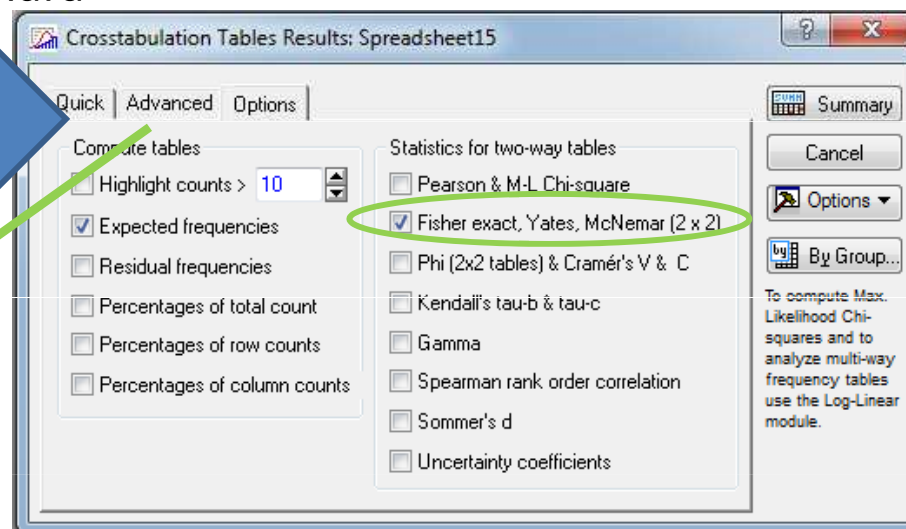 Crosstabulation Tables Results: Spreadsheet15
Quick Advanced Options
Compute tables
Highlight counts > 10
Expected frequencies
Residual frequencies
Percentages of total count
Percentages of row counts
Percentages of column counts
Statistics for two-way tables
Pearson & M-L Chi-square
Fisher exact, Yates, McNemar (2 x 2)
Phi (2x2 tables) & Cramér's V & C
Kendall's tau-b & tau-c
Gamma
Spearman rank order correlation
Sommer's d
Uncertainty coefficients
Summary
Cancel
Options
By Group...
To compute Max.
Likelihood Chi-
squares and to
analyze multi-way
frequency tables
use the Log-Linear
module.